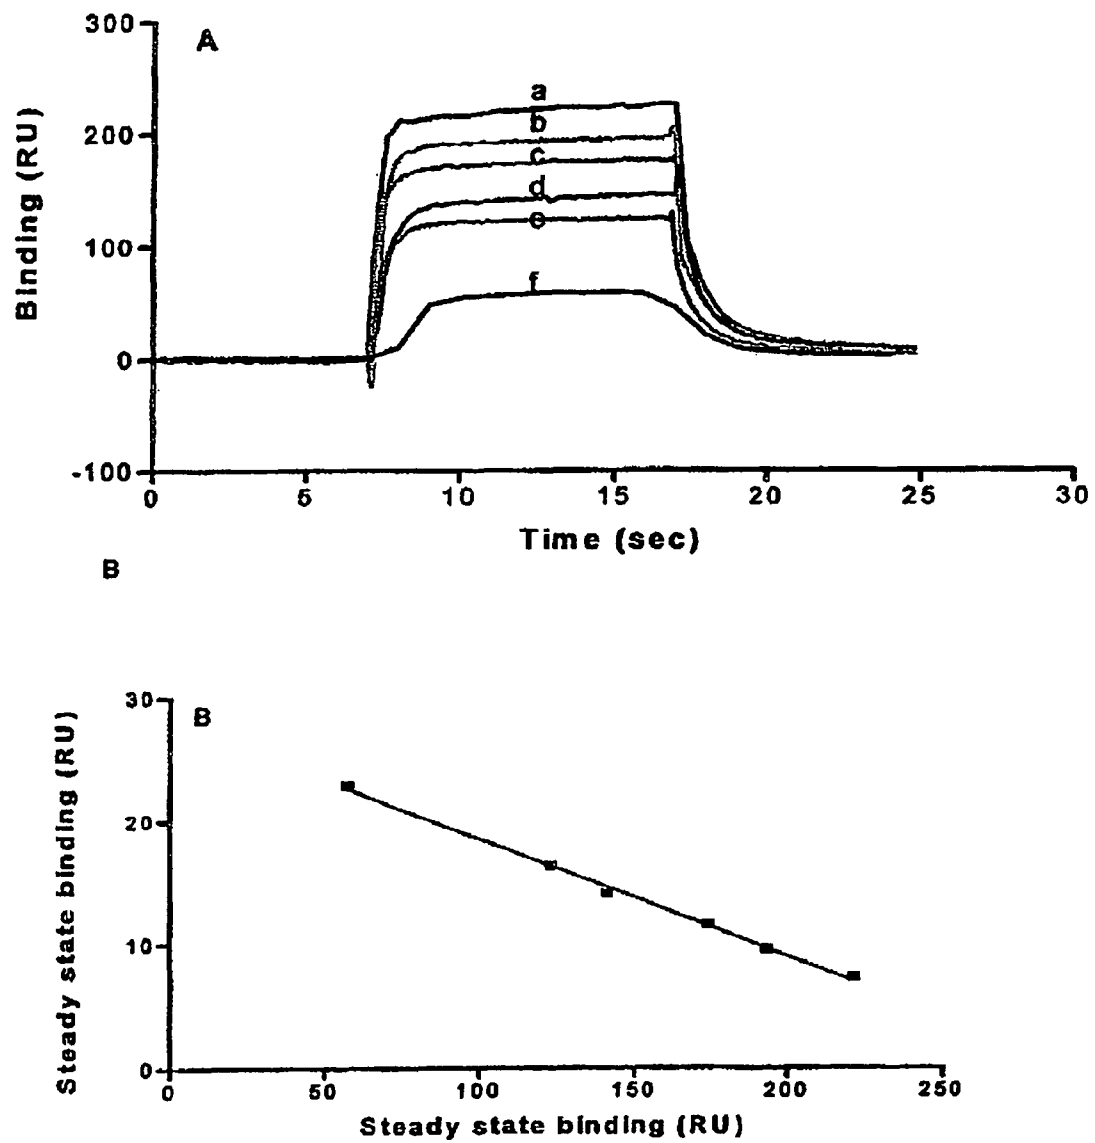 A
300
200
100
0
-100
Binding (RU)
a
b
c
d
e
f
0 5 10 15 20 25 30
Time (sec)
B
B
30
20
10
0
Steady state binding (RU)
0 50 100 150 200 250
Steady state binding (RU)